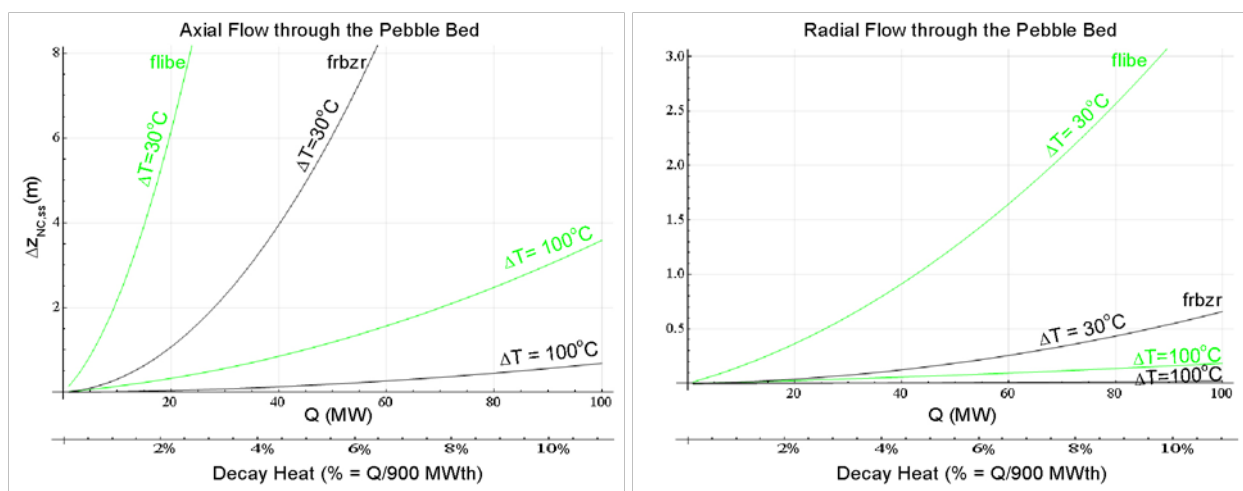 Axial Flow through the Pebble Bed
8
6
4
2
Δz_NC,ss(m)
flibe
frbzr
ΔT=30°C
ΔT=30°C
ΔT= 100°C
ΔT = 100°C
20
40
60
80
100
Q (MW)
2%
4%
6%
8%
10%
Decay Heat (% = Q/900 MWth)
Radial Flow through the Pebble Bed
3.0
2.5
2.0
1.5
1.0
0.5
flibe
ΔT= 30°C
frbzr
ΔT = 30°C
ΔT=100°C
ΔT=100°C
20
40
60
80
100
Q (MW)
2%
4%
6%
8%
10%
Decay Heat (% = Q/900 MWth)